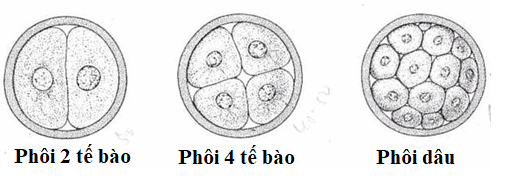 Phôi 2 tế bào
Phôi 4 tế bào
Phôi dâu